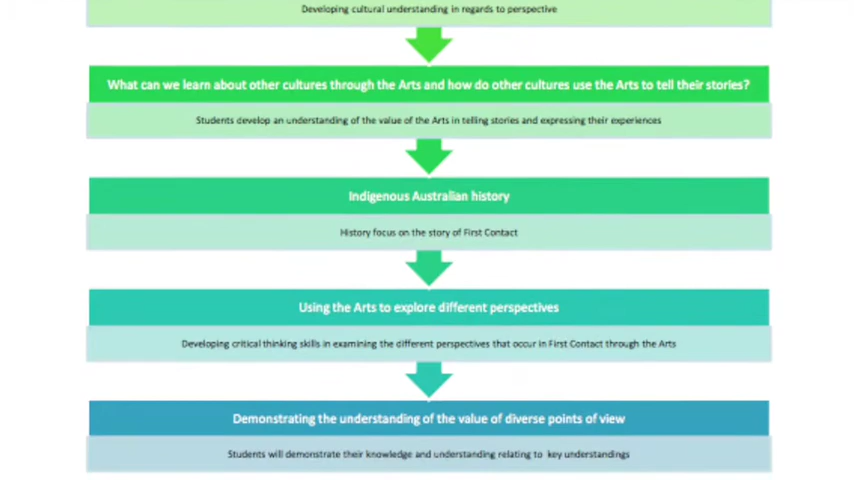 Developing cultural understanding in regards to perspective
What can we learn about other cultures through the Arts and how do other cultures use the Arts to tell their stories?
Students develop an understanding of the value of the Arts in telling stories and expressing their experiences
Indigenous Australian history
History focus on the story of First Contact
Using the Arts to explore different perspectives
Developing critical thinking skills in examining the different perspectives that occur in First Contact through the Arts
Demonstrating the understanding of the value of diverse points of view
Students will demonstrate their knowledge and understanding relating to key understandings